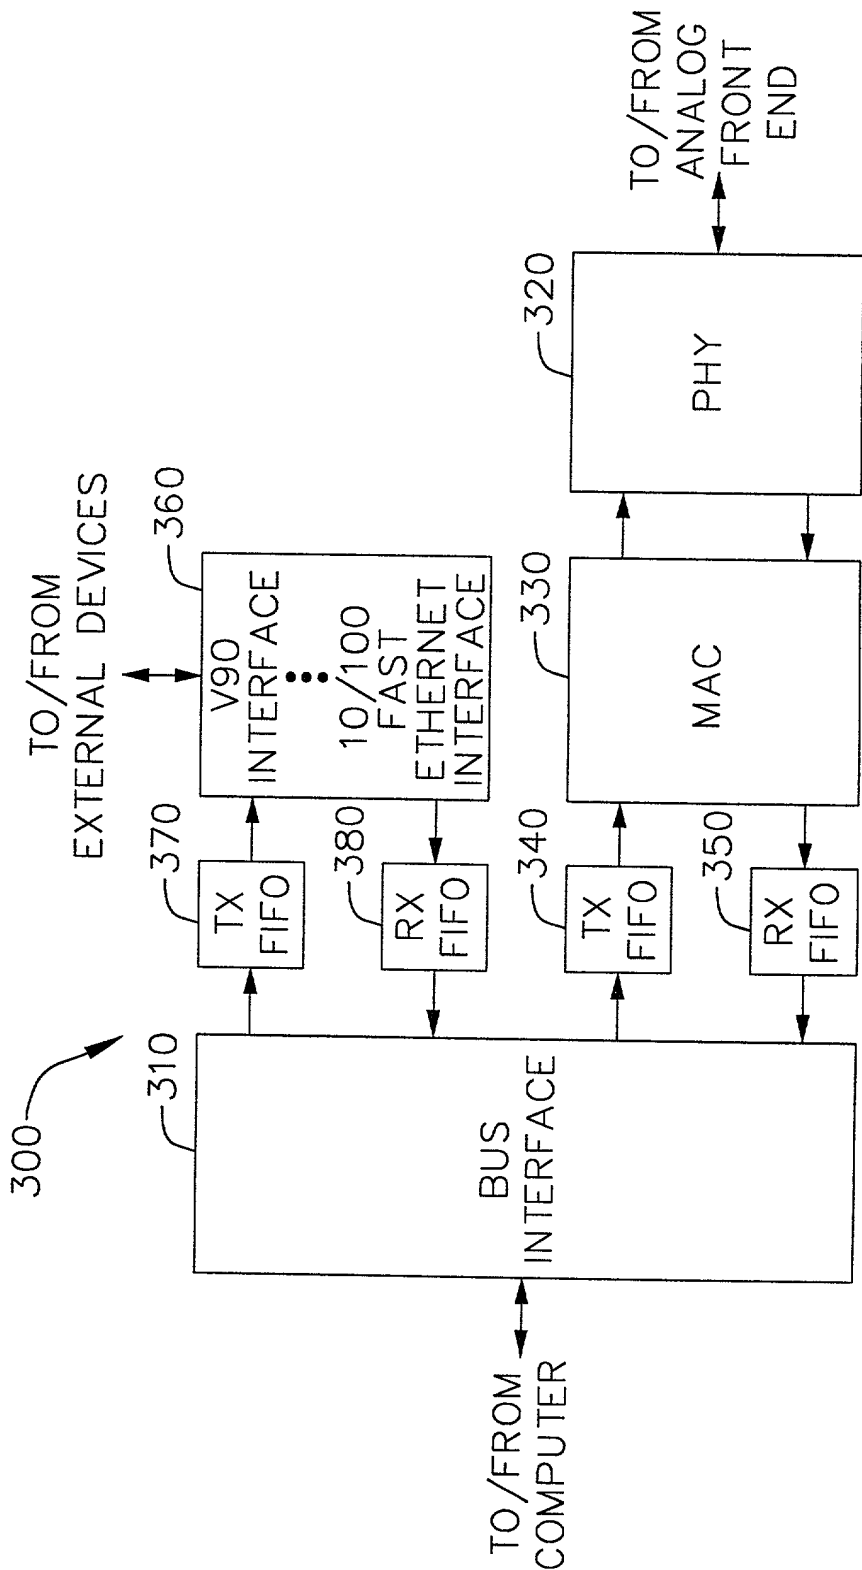 300
310
TO/FROM
COMPUTER
BUS
INTERFACE
370
TX
FIFO
380
RX
FIFO
340
TX
FIFO
350
RX
FIFO
TO/FROM
EXTERNAL DEVICES
360
V90
INTERFACE
10/100
FAST
ETHERNET
INTERFACE
330
MAC
320
PHY
TO/FROM
ANALOG
FRONT
END